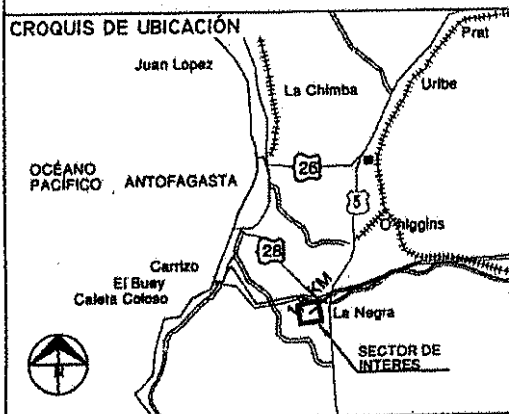 CROQUIS DE UBICACIÓN
Prat
Juan Lopez
La Chimba
Uribe
OCÉANO
PACÍFICO
ANTOFAGASTA
26
5
O'Higgins
28
Carrizo
El Buey
Caleta Coloso
KM
La Negra
SECTOR DE
INTERES